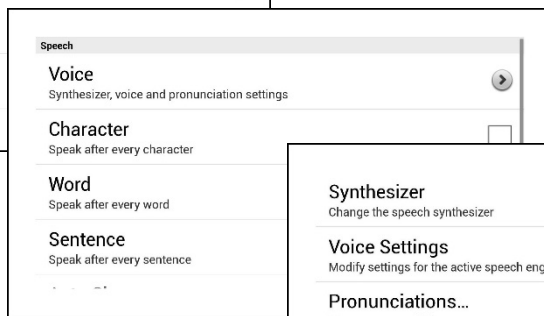 Speech
Voice
Synthesizer, voice and pronunciation settings
Character
Speak after every character
Word
Speak after every word
Sentence
Speak after every sentence
Synthesizer
Change the speech synthesizer
Voice Settings
Modify settings for the active speech
Pronunciations...